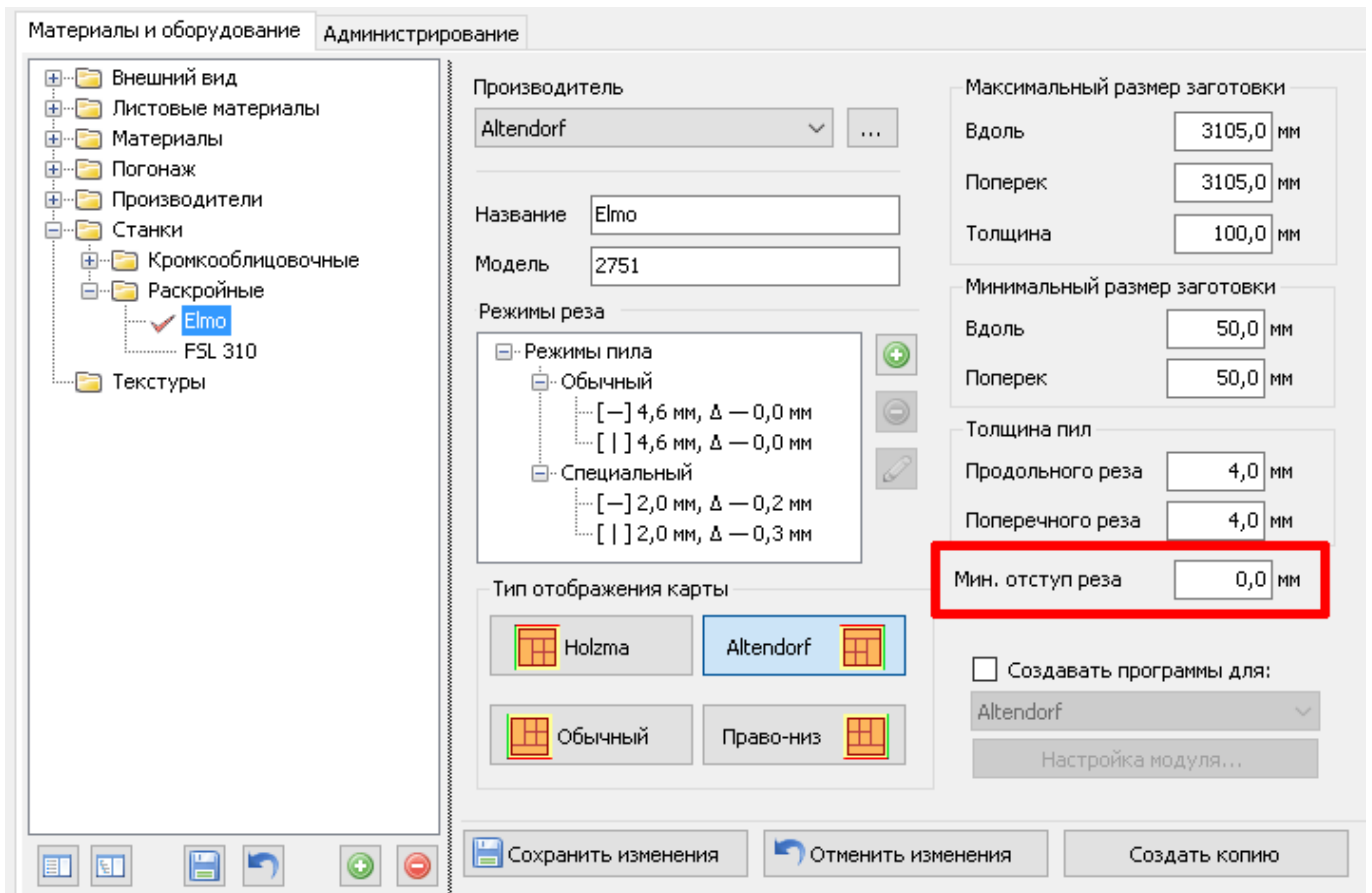 Материалы и оборудование
Администрирование
Внешний вид
Листовые материалы
Материалы
Погонаж
Производители
Станки
Кромкооблицовочные
Раскройные
Elmo
FSL 310
Текстуры
Производитель
Altendorf
...
Название Elmo
Модель 2751
Режимы реза
Режимы пила
Обычный
[—] 4,6 мм, Δ — 0,0 мм
[ | ] 4,6 мм, Δ — 0,0 мм
Специальный
[—] 2,0 мм, Δ — 0,2 мм
[ | ] 2,0 мм, Δ — 0,3 мм
Тип отображения карты
Holzma
Altendorf
Обычный
Право-низ
Максимальный размер заготовки
Вдоль 3105,0 мм
Поперек 3105,0 мм
Толщина 100,0 мм
Минимальный размер заготовки
Вдоль 50,0 мм
Поперек 50,0 мм
Толщина пил
Продольного реза 4,0 мм
Поперечного реза 4,0 мм
Мин. отступ реза 0,0 мм
Создавать программы для:
Altendorf
Настройка модуля...
Сохранить изменения
Отменить изменения
Создать копию